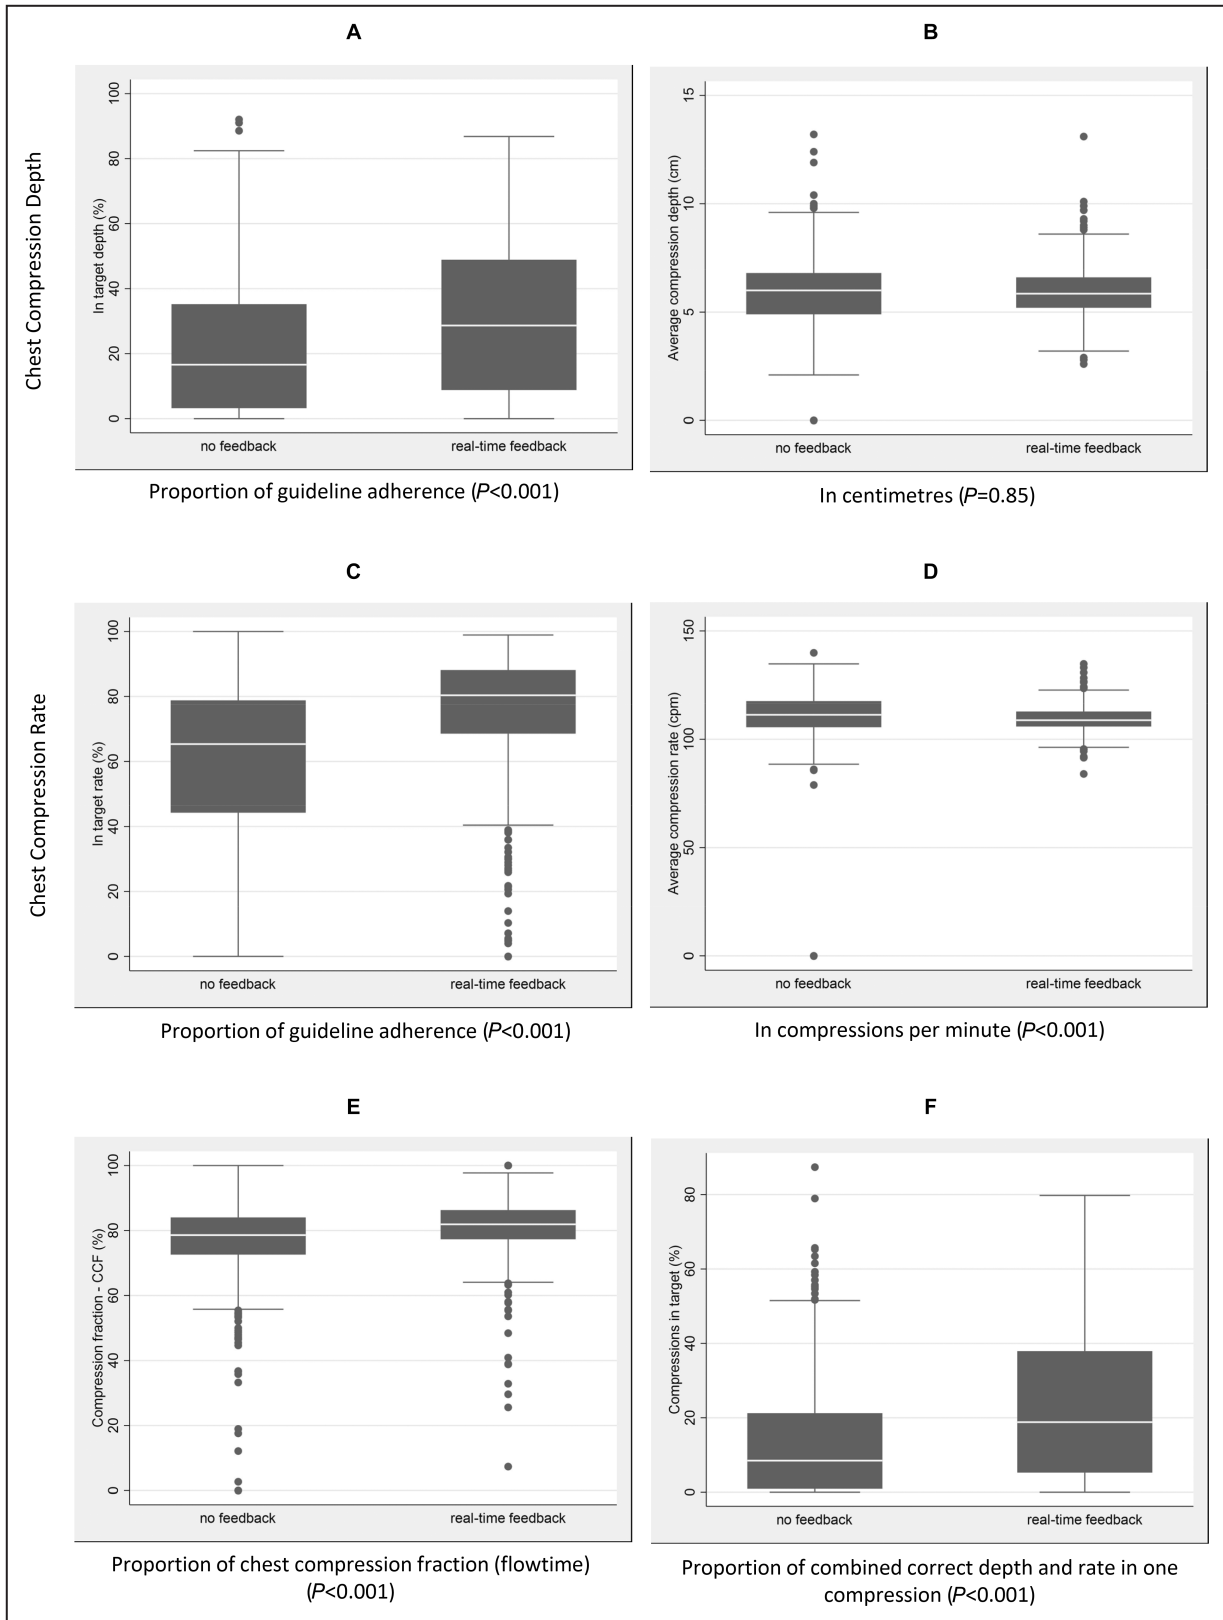 A
B
Chest Compression Depth
In target depth (%)
100
80
60
40
20
0
no feedback
real-time feedback
Proportion of guideline adherence (P<0.001)
Average compression depth (cm)
15
10
5
0
no feedback
real-time feedback
In centimetres (P=0.85)
C
D
Chest Compression Rate
In target rate (%)
100
80
60
40
20
0
no feedback
real-time feedback
Proportion of guideline adherence (P<0.001)
Average compression rate (cpm)
150
100
50
0
no feedback
real-time feedback
In compressions per minute (P<0.001)
E
F
Compression fraction - CCF (%)
100
80
60
40
20
0
no feedback
real-time feedback
Proportion of chest compression fraction (flowtime)
(P<0.001)
Compressions in target (%)
80
60
40
20
0
no feedback
real-time feedback
Proportion of combined correct depth and rate in one
compression (P<0.001)